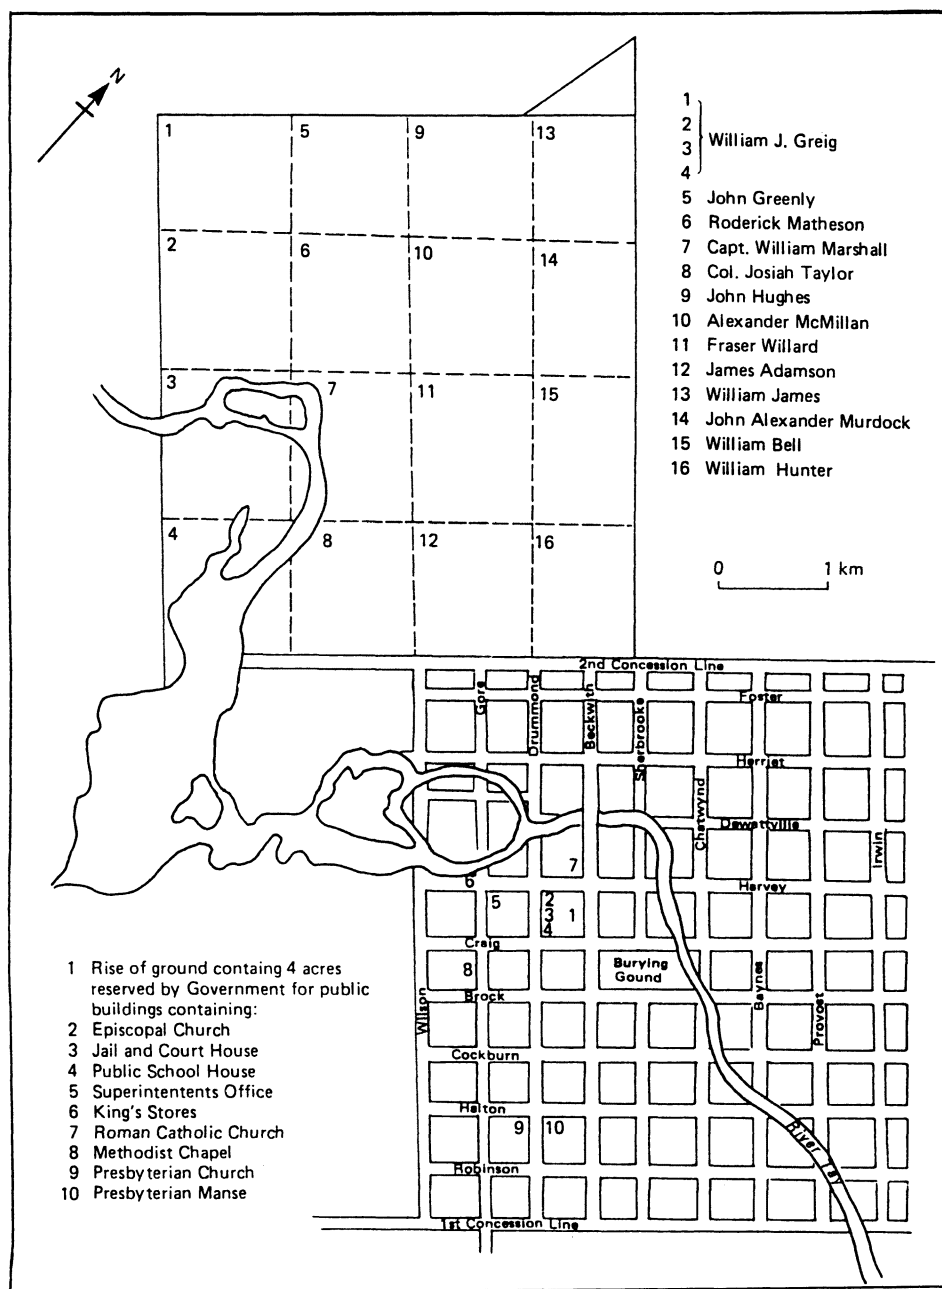 N
1
5
9
13
2
6
10
14
3
7
11
15
4
8
12
16
1
2
3
4
William J. Greig
5 John Greenly
6 Roderick Matheson
7 Capt. William Marshall
8 Col. Josiah Taylor
9 John Hughes
10 Alexander McMillan
11 Fraser Willard
12 James Adamson
13 William James
14 John Alexander Murdock
15 William Bell
16 William Hunter
0 1 km
2nd Concession Line
Foster
Gore
Drummond
Beckwith
Sherbrooke
Herriet
Chetwynd
Dewattville
Irwin
Harvey
7
6
5
2
3
4
1
Craig
8
Burying
Gound
Brock
Wilson
Baynes
Provost
Cockburn
Halton
9
10
River Tay
Robinson
1st Concession Line
1 Rise of ground containg 4 acres
reserved by Government for public
buildings containing:
2 Episcopal Church
3 Jail and Court House
4 Public School House
5 Superintentents Office
6 King's Stores
7 Roman Catholic Church
8 Methodist Chapel
9 Presbyterian Church
10 Presbyterian Manse